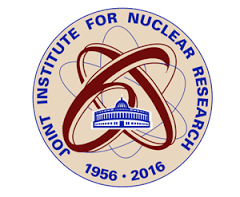 JOINT INSTITUTE FOR NUCLEAR RESEARCH
1956 • 2016